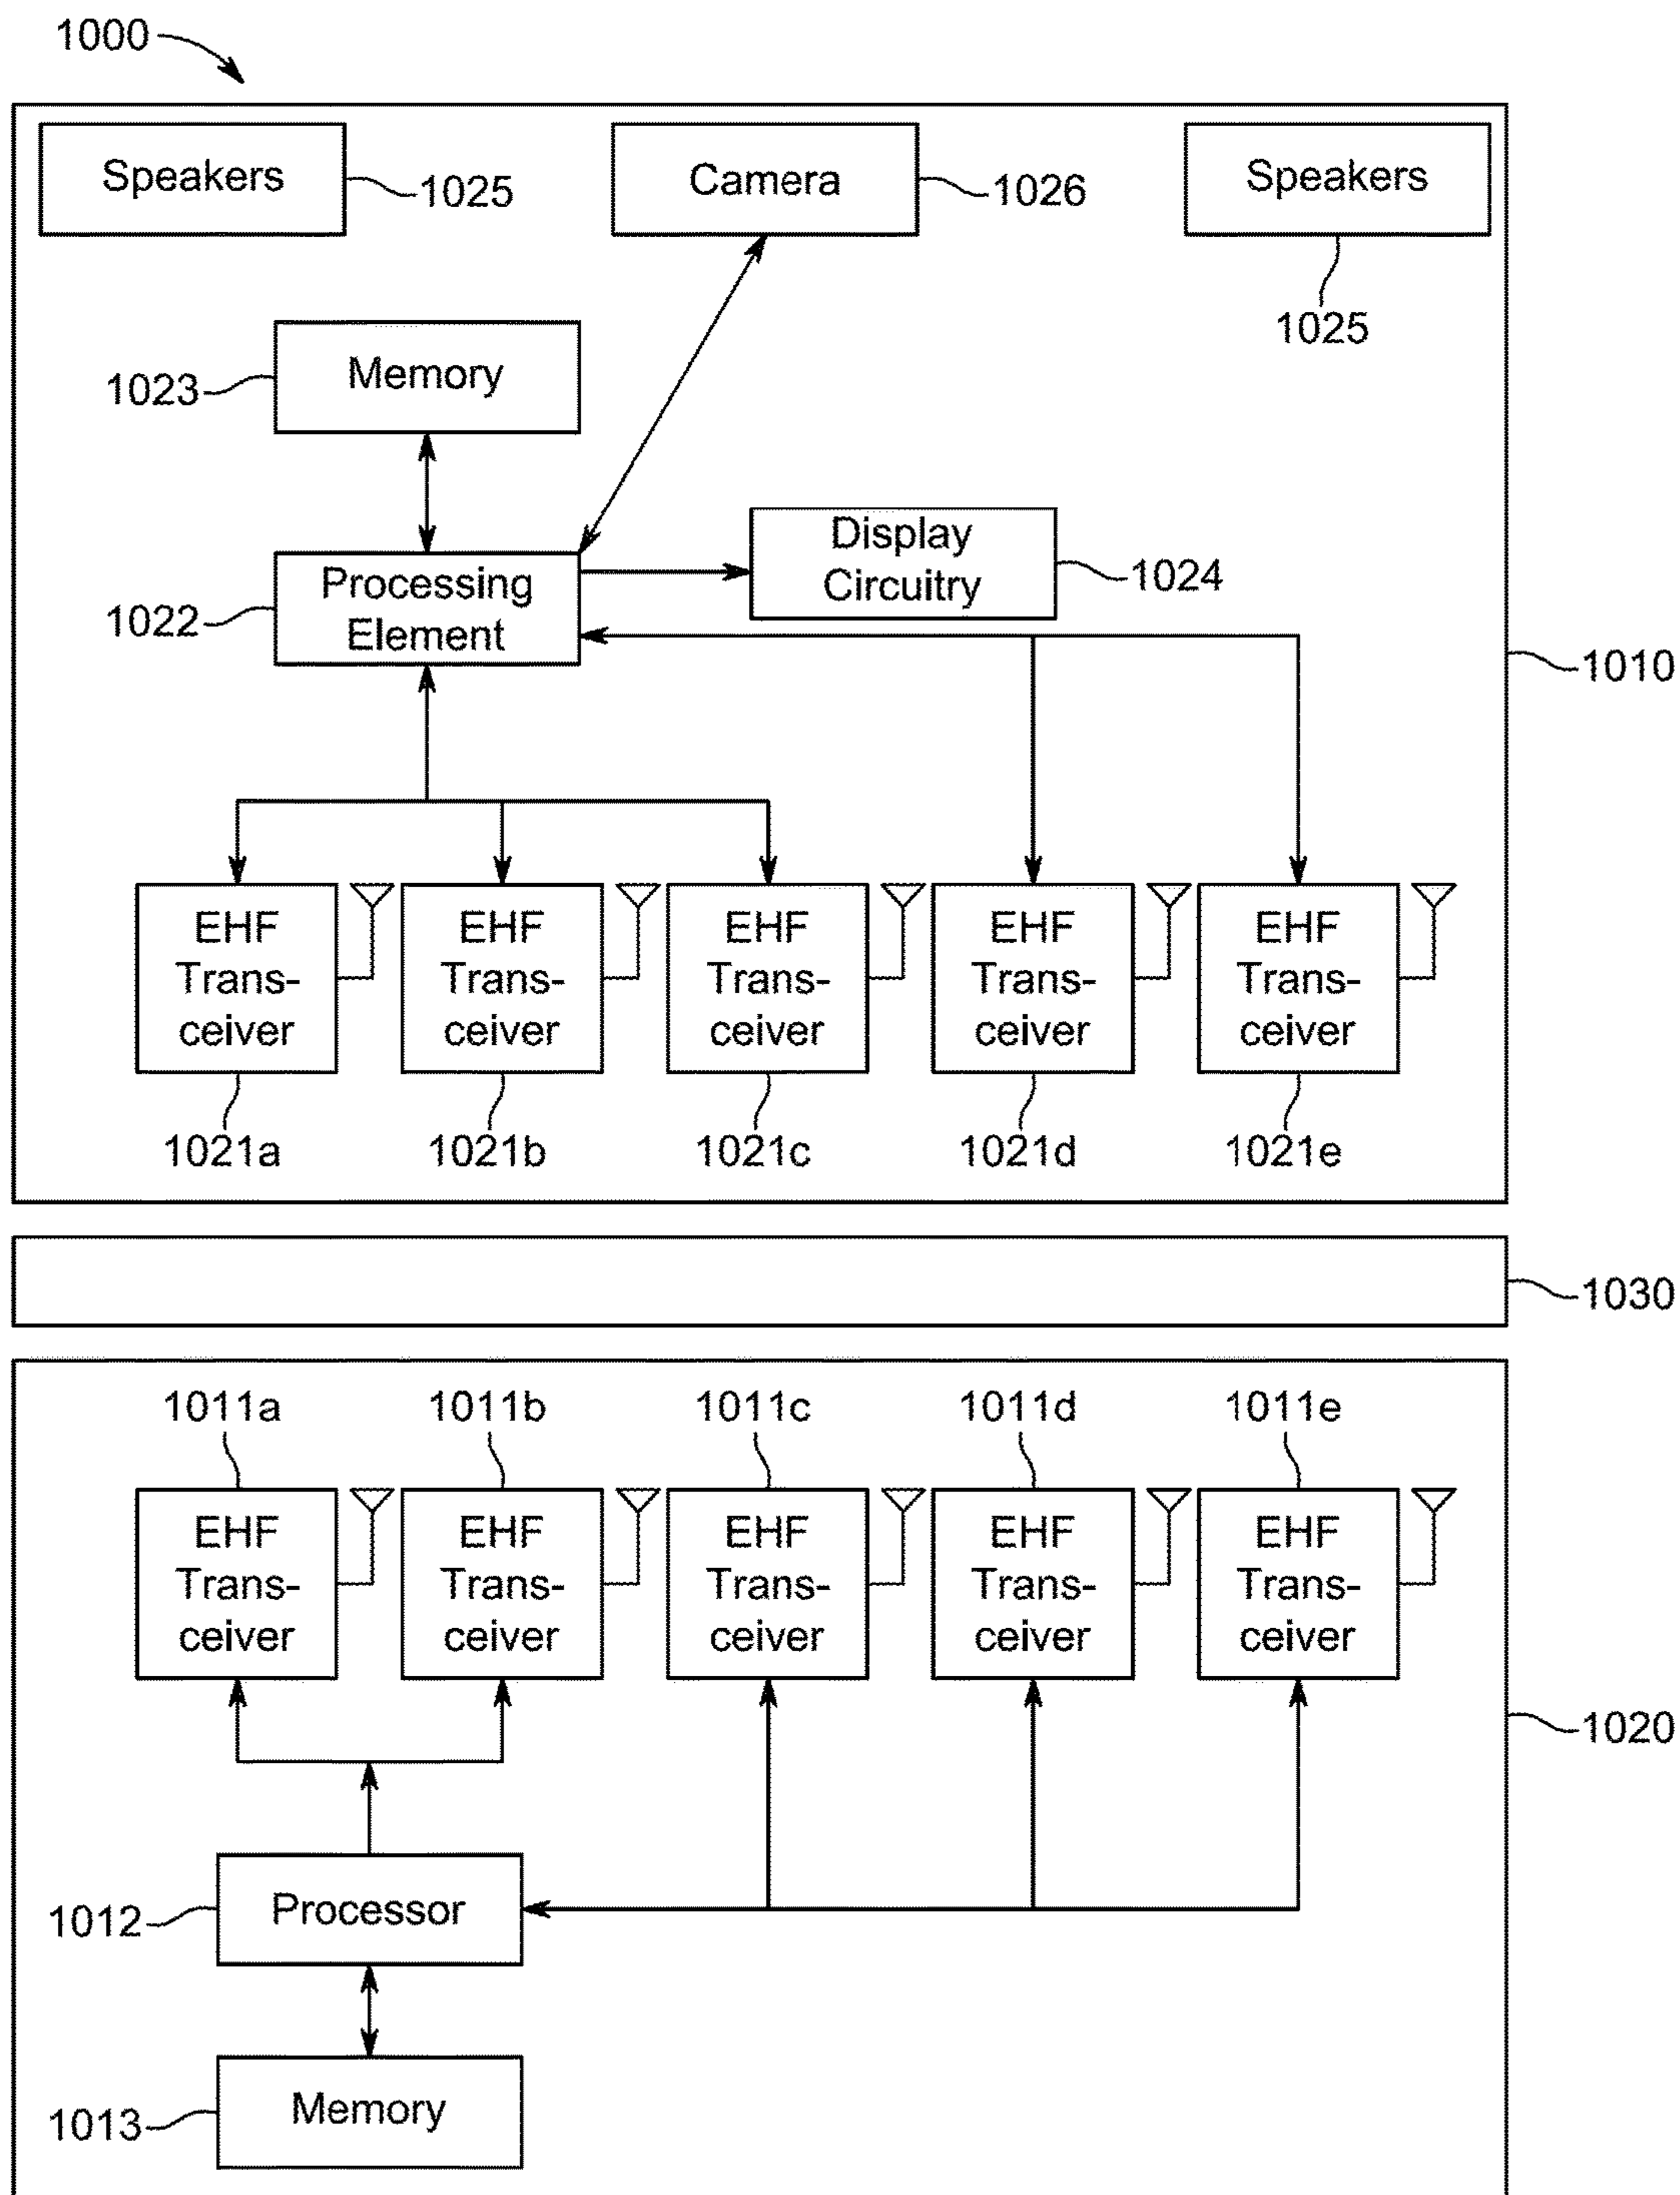 1000
Speakers
1025
Camera
1026
Speakers
1025
1023
Memory
Display
Circuitry
1024
1022
Processing
Element
1010
EHF
Trans-
ceiver
EHF
Trans-
ceiver
EHF
Trans-
ceiver
EHF
Trans-
ceiver
EHF
Trans-
ceiver
1021a
1021b
1021c
1021d
1021e
1030
1011a
1011b
1011c
1011d
1011e
EHF
Trans-
ceiver
EHF
Trans-
ceiver
EHF
Trans-
ceiver
EHF
Trans-
ceiver
EHF
Trans-
ceiver
1020
1012
Processor
1013
Memory